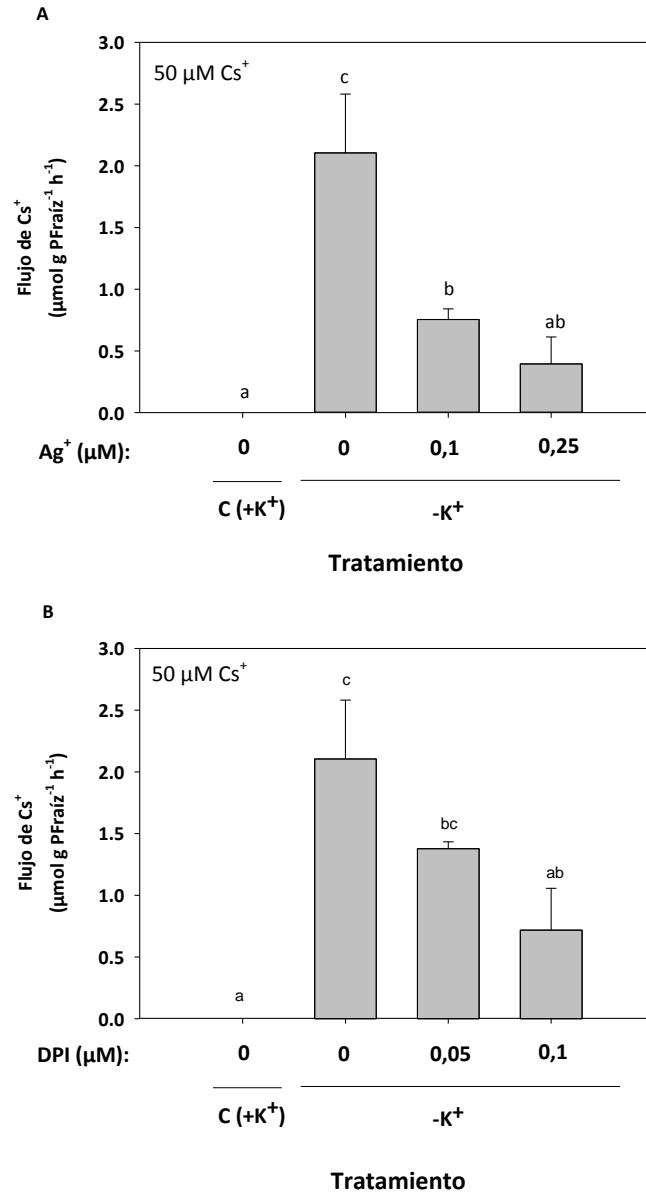 A
3.0
50 µM Cs⁺
c
2.5
2.0
Flujo de Cs⁺
(µmol g PFraíz⁻¹ h⁻¹)
1.5
1.0
b
ab
0.5
a
0.0
Ag⁺ (µM): 0 0 0,1 0,25
C (+K⁺) -K⁺
Tratamiento
B
3.0
50 µM Cs⁺
c
2.5
2.0
Flujo de Cs⁺
(µmol g PFraíz⁻¹ h⁻¹)
bc
1.5
ab
1.0
0.5
a
0.0
DPI (µM): 0 0 0,05 0,1
C (+K⁺) -K⁺
Tratamiento